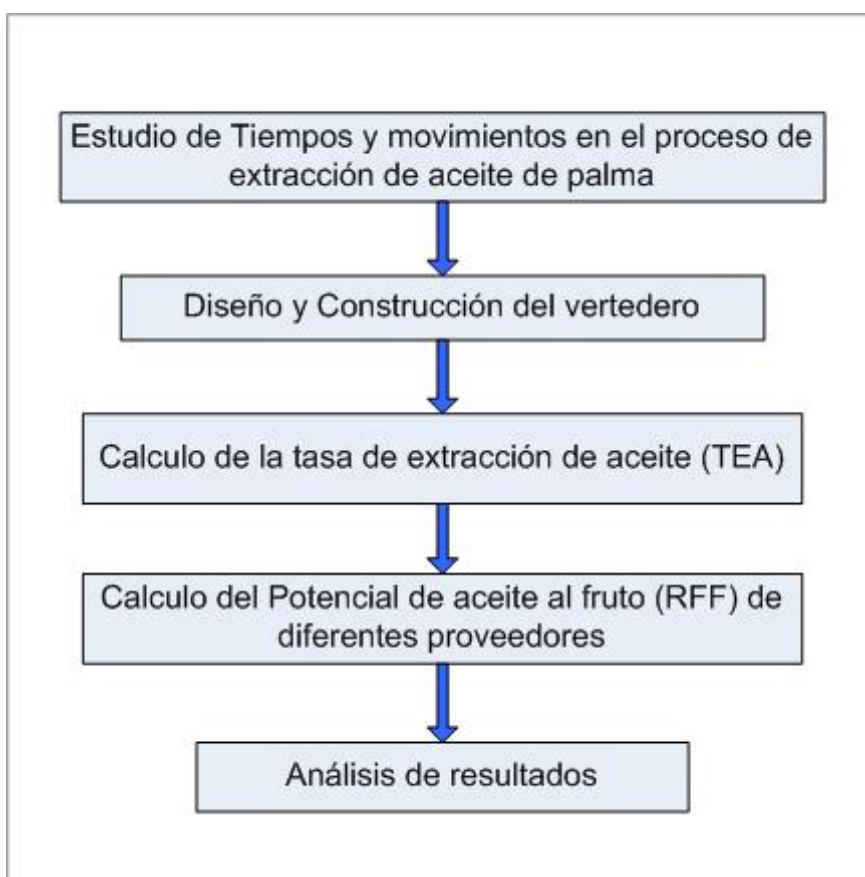 Estudio de Tiempos y movimientos en el proceso de
extracción de aceite de palma
Diseño y Construcción del vertedero
Calculo de la tasa de extracción de aceite (TEA)
Calculo del Potencial de aceite al fruto (RFF) de
diferentes proveedores
Análisis de resultados